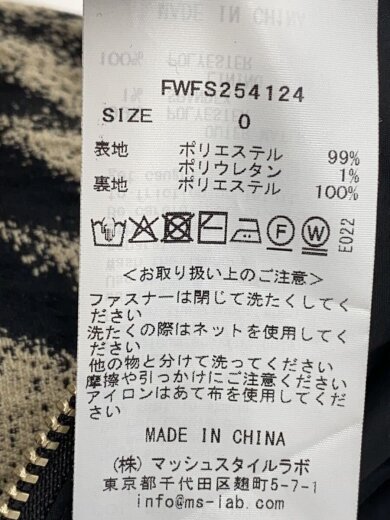 FWFS254124
SIZE 0
表地 ポリエステル 99%
ポリウレタン 1%
裏地 ポリエステル 100%
F W E022
<お取り扱い上のご注意>
ファスナーは閉じて洗たくしてく
ださい
洗たくの際はネットを使用してく
ださい
他の物と分けて洗ってください
摩擦や引っかけにご注意ください
アイロンはあて布を使用してくだ
さい
MADE IN CHINA
(株) マッシュスタイルラボ
東京都千代田区麹町5-7-1
info@ms-lab.com